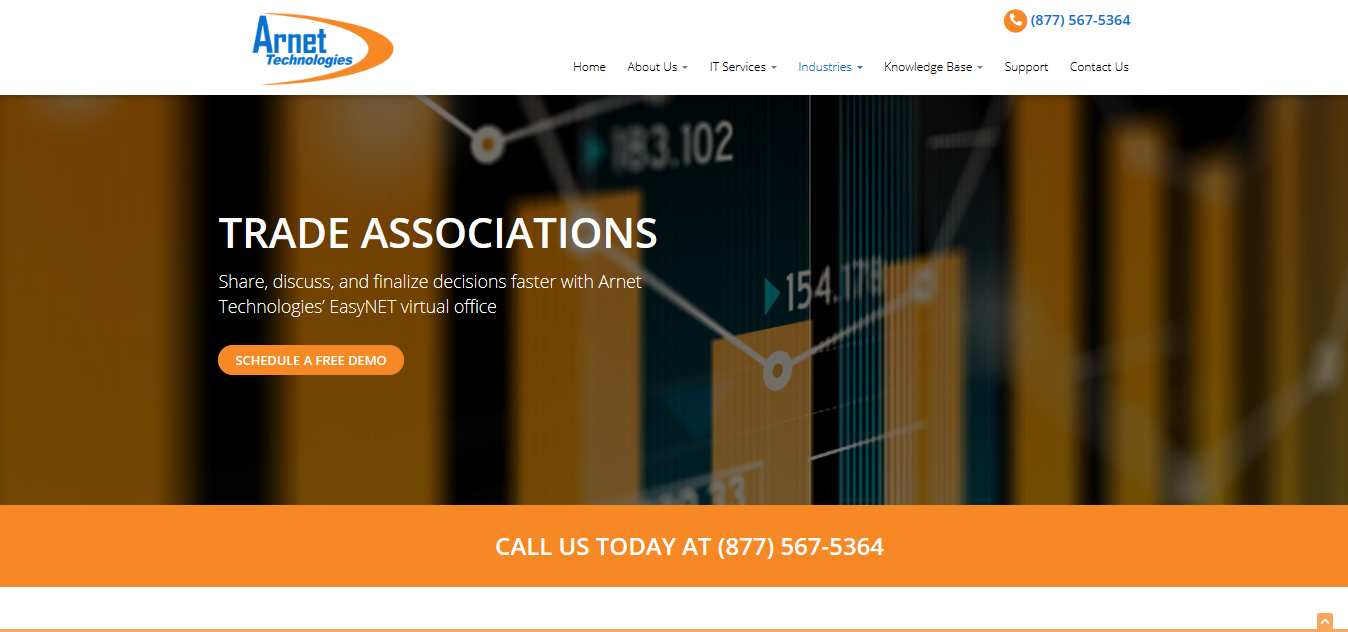 Arnet
Technologies
(877) 567-5364
Home About Us IT Services Industries Knowledge Base Support Contact Us
183.102
TRADE ASSOCIATIONS
Share, discuss, and finalize decisions faster with Arnet
Technologies’ EasyNET virtual office
154.178
SCHEDULE A FREE DEMO
CALL US TODAY AT (877) 567-5364